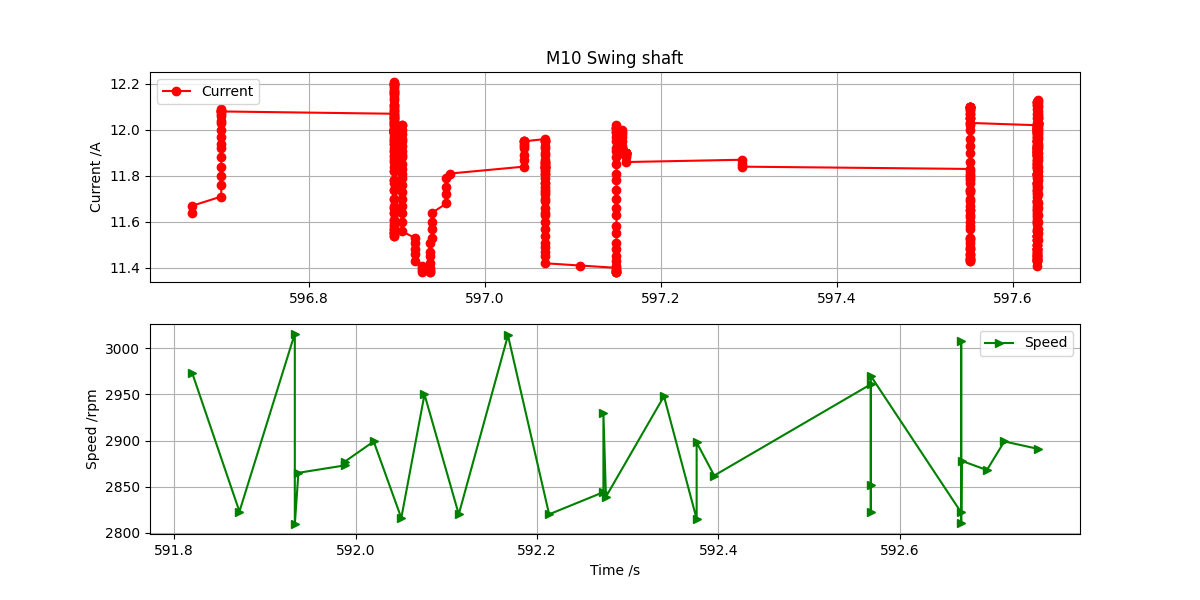 M10 Swing shaft
Current /A
12.2
12.0
11.8
11.6
11.4
Current
596.8 597.0 597.2 597.4 597.6
Speed /rpm
3000
2950
2900
2850
2800
Speed
591.8 592.0 592.2 592.4 592.6
Time /s